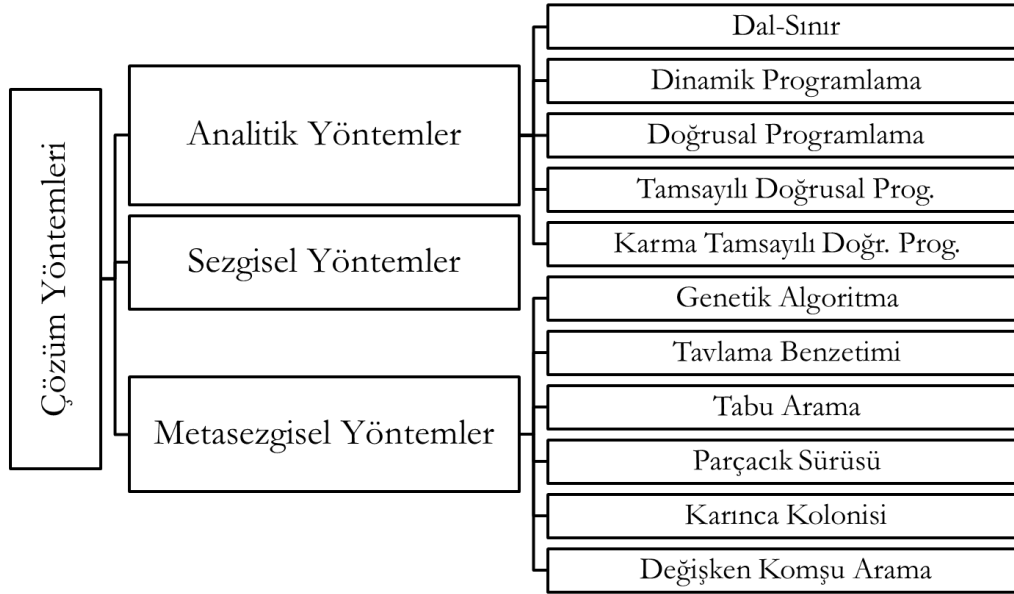 Çözüm Yöntemleri
Analitik Yöntemler
Dal-Sınır
Dinamik Programlama
Doğrusal Programlama
Tamsayılı Doğrusal Prog.
Karma Tamsayılı Doğr. Prog.
Sezgisel Yöntemler
Metasezgisel Yöntemler
Genetik Algoritma
Tavlama Benzetimi
Tabu Arama
Parçacık Sürüsü
Karınca Kolonisi
Değişken Komşu Arama